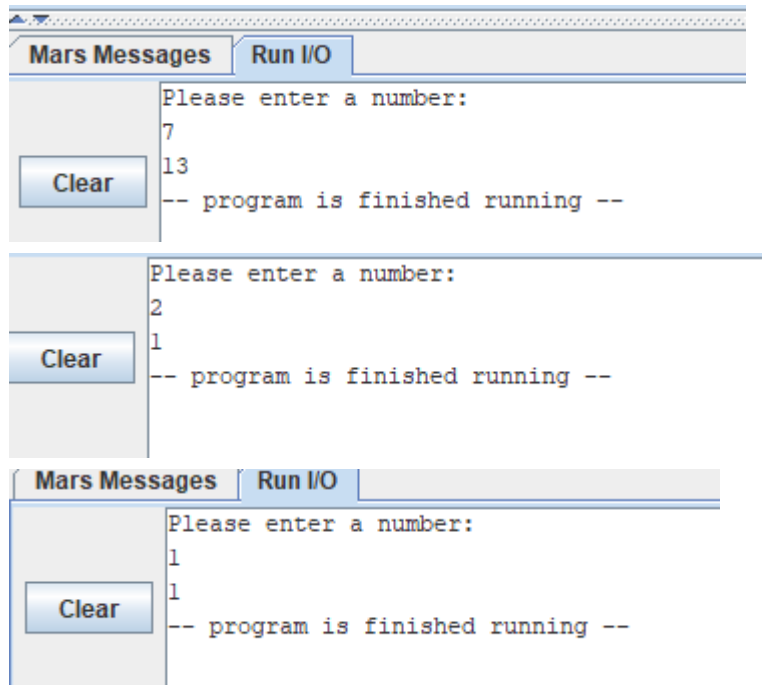 Mars Messages Run I/O
Please enter a number:
7
13
Clear
-- program is finished running --
Please enter a number:
2
1
Clear
-- program is finished running --
Mars Messages Run I/O
Please enter a number:
1
1
Clear
-- program is finished running --